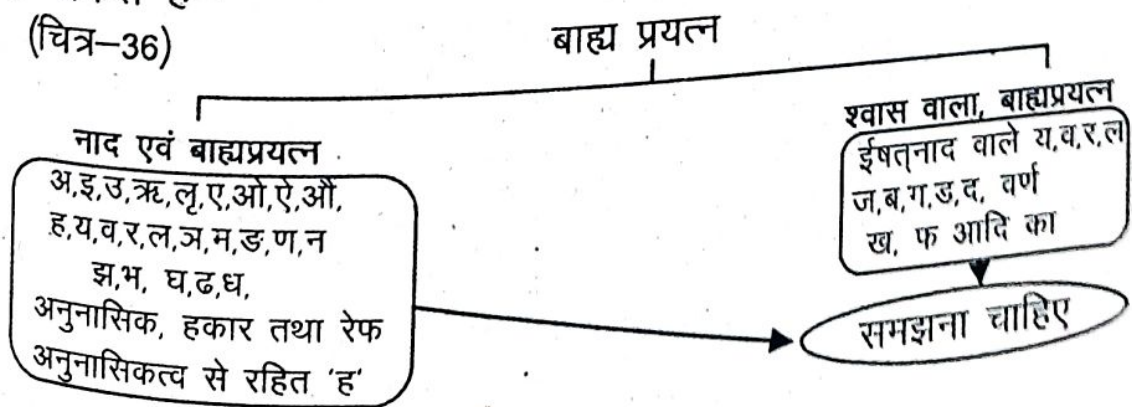 (चित्र–36)
बाह्य प्रयत्न
नाद एवं बाह्यप्रयत्न
अ,इ,उ,ऋ,लृ,ए,ओ,ऐ,औ,
ह,य,व,र,ल,ञ,म,ङ,ण,न
झ,भ, घ,ढ,ध,
अनुनासिक, हकार तथा रेफ
अनुनासिकत्व से रहित 'ह'
श्वास वाला, बाह्यप्रयत्न
ईषत्‌नाद वाले य,व,र,ल
ज,ब,ग,ड,द, वर्ण
ख, फ आदि का
समझना चाहिए